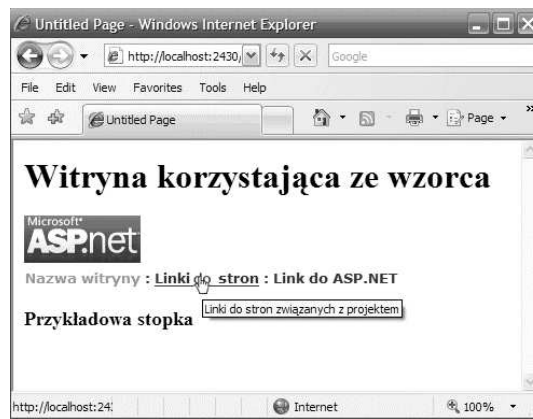 Untitled Page - Windows Internet Explorer
http://localhost:2430/
Google
File Edit View Favorites Tools Help
Untitled Page
Page
»
Witryna korzystająca ze wzorca
Microsoft®
ASP.net
Nazwa witryny : Linki do stron : Link do ASP.NET
Linki do stron związanych z projektem
Przykładowa stopka
http://localhost:24
Internet
100%